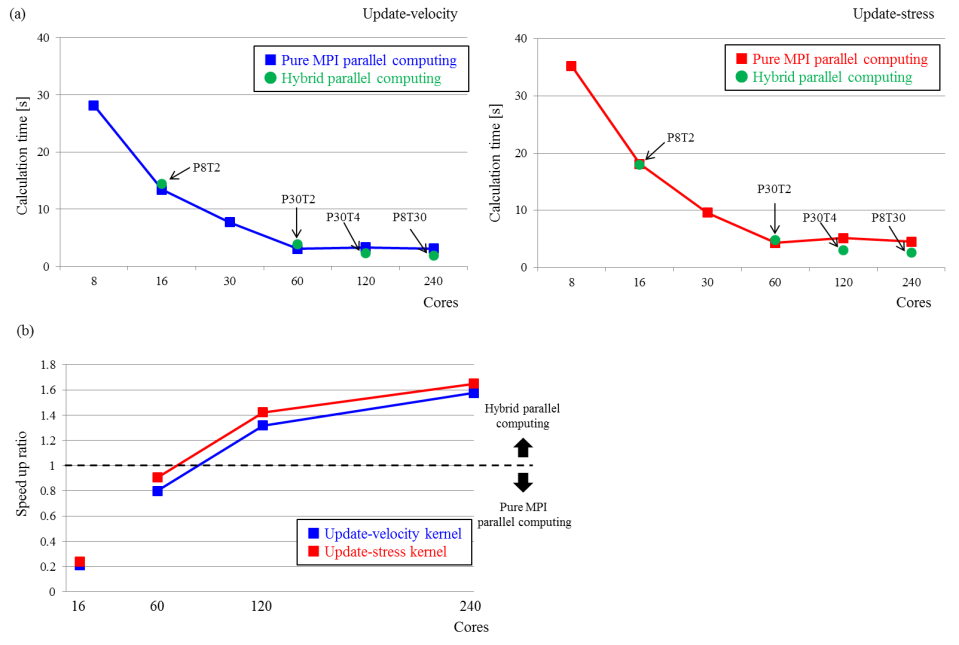 (a)
Update-velocity
Calculation time [s]
40
30
20
10
0
Pure MPI parallel computing
Hybrid parallel computing
P8T2
P30T2
P30T4
P8T30
8
16
30
60
120
240
Cores
Update-stress
Calculation time [s]
40
30
20
10
0
Pure MPI parallel computing
Hybrid parallel computing
P8T2
P30T2
P30T4
P8T30
8
16
30
60
120
240
Cores
(b)
Speed up ratio
1.8
1.6
1.4
1.2
1
0.8
0.6
0.4
0.2
0
Hybrid parallel
computing
Pure MPI
parallel computing
Update-velocity kernel
Update-stress kernel
16
60
120
240
Cores